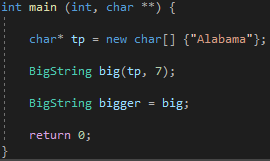 int main (int, char **) {
char* tp = new char[] {"Alabama"};
BigString big(tp, 7);
BigString bigger = big;
return 0;
}